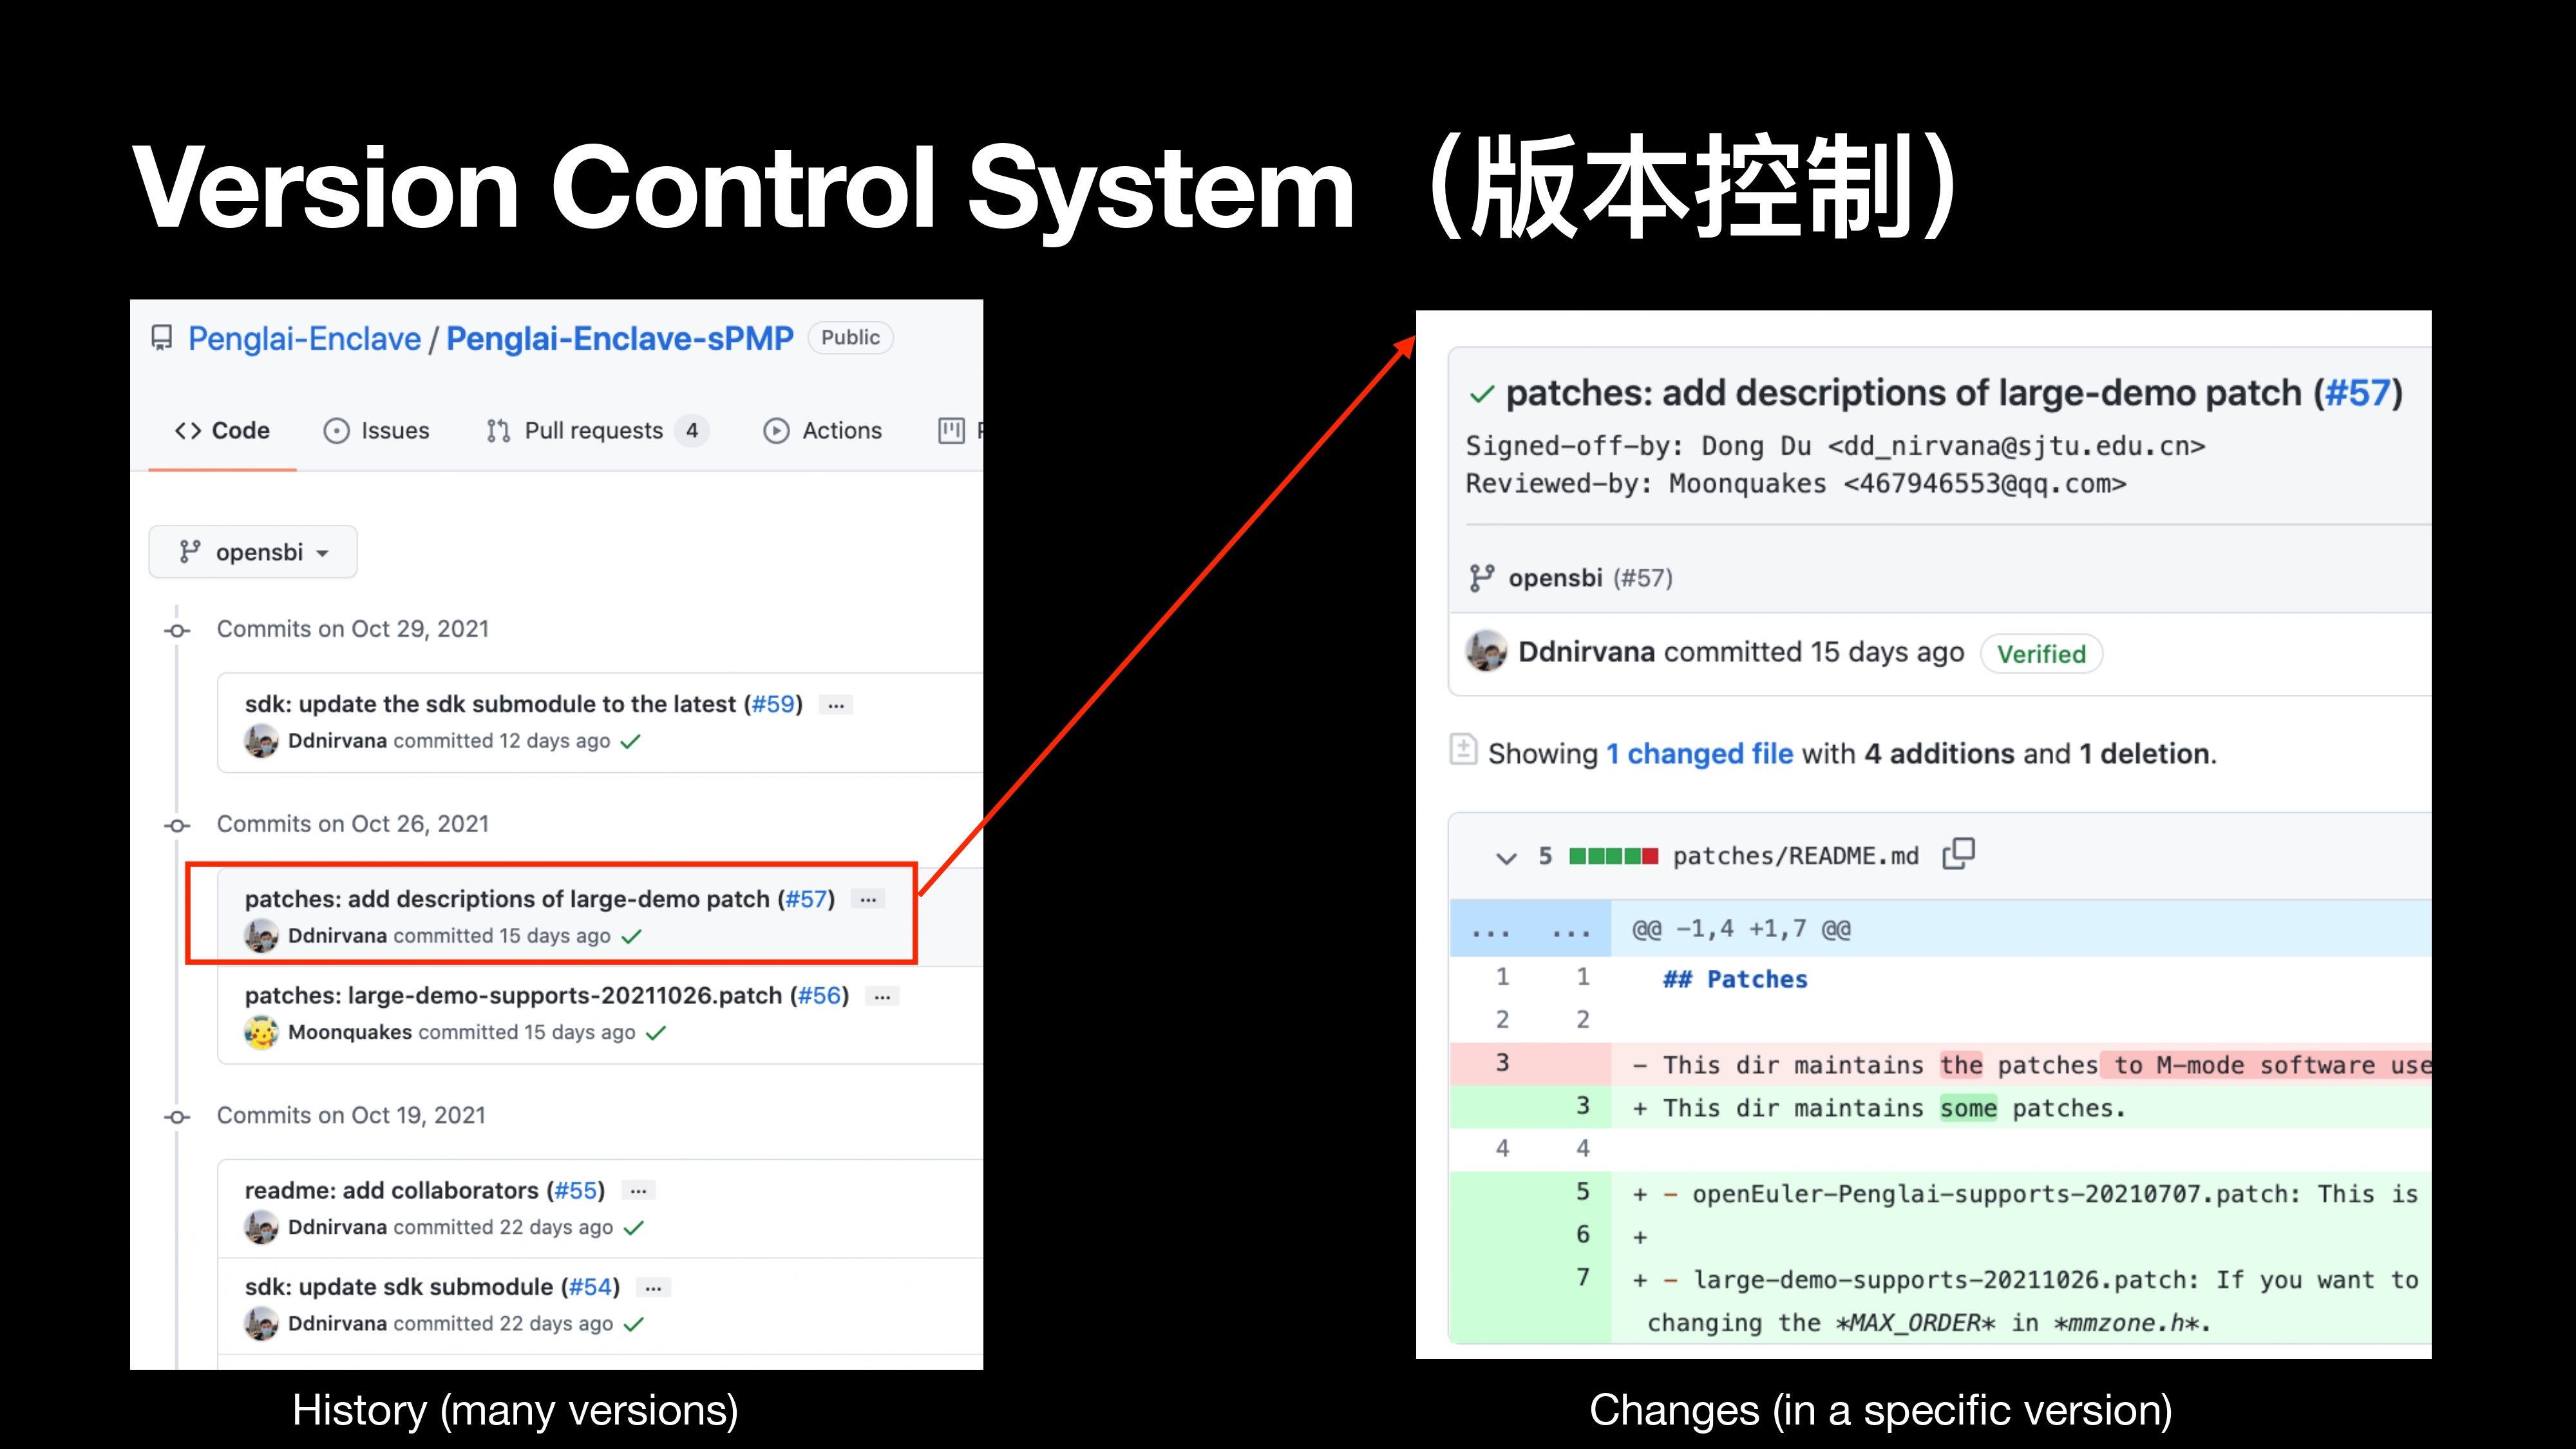 Version Control System（版本控制）
Penglai-Enclave / Penglai-Enclave-sPMP Public
Code Issues Pull requests 4 Actions
opensbi
Commits on Oct 29, 2021
sdk: update the sdk submodule to the latest (#59) ...
Ddnirvana committed 12 days ago
Commits on Oct 26, 2021
patches: add descriptions of large-demo patch (#57) ...
Ddnirvana committed 15 days ago
patches: large-demo-supports-20211026.patch (#56) ...
Moonquakes committed 15 days ago
Commits on Oct 19, 2021
readme: add collaborators (#55) ...
Ddnirvana committed 22 days ago
sdk: update sdk submodule (#54) ...
Ddnirvana committed 22 days ago
History (many versions)
patches: add descriptions of large-demo patch (#57)
Signed-off-by: Dong Du <dd_nirvana@sjtu.edu.cn>
Reviewed-by: Moonquakes <467946553@qq.com>
opensbi (#57)
Ddnirvana committed 15 days ago Verified
Showing 1 changed file with 4 additions and 1 deletion.
5 patches/README.md
... ... @@ -1,4 +1,7 @@
1 1 ## Patches
2 2
3 - This dir maintains the patches to M-mode software use
3 + This dir maintains some patches.
4 4
5 + - openEuler-Penglai-supports-20210707.patch: This is
6 +
7 + - large-demo-supports-20211026.patch: If you want to
changing the *MAX_ORDER* in *mmzone.h*.
Changes (in a specific version)